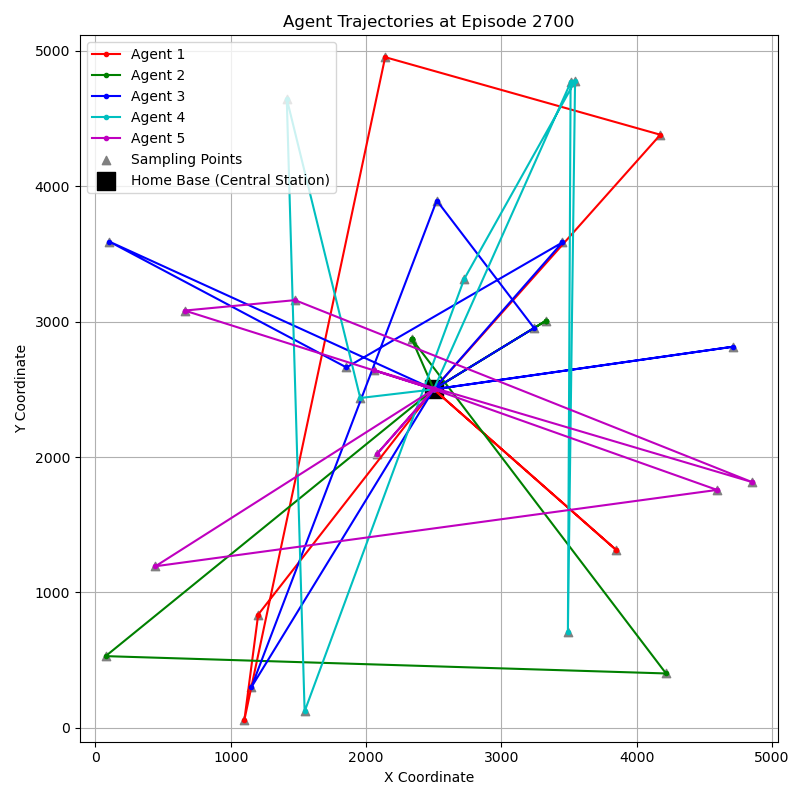 Agent Trajectories at Episode 2700
Agent 1
Agent 2
Agent 3
Agent 4
Agent 5
Sampling Points
Home Base (Central Station)
Y Coordinate
5000
4000
3000
2000
1000
0
0 1000 2000 3000 4000 5000
X Coordinate